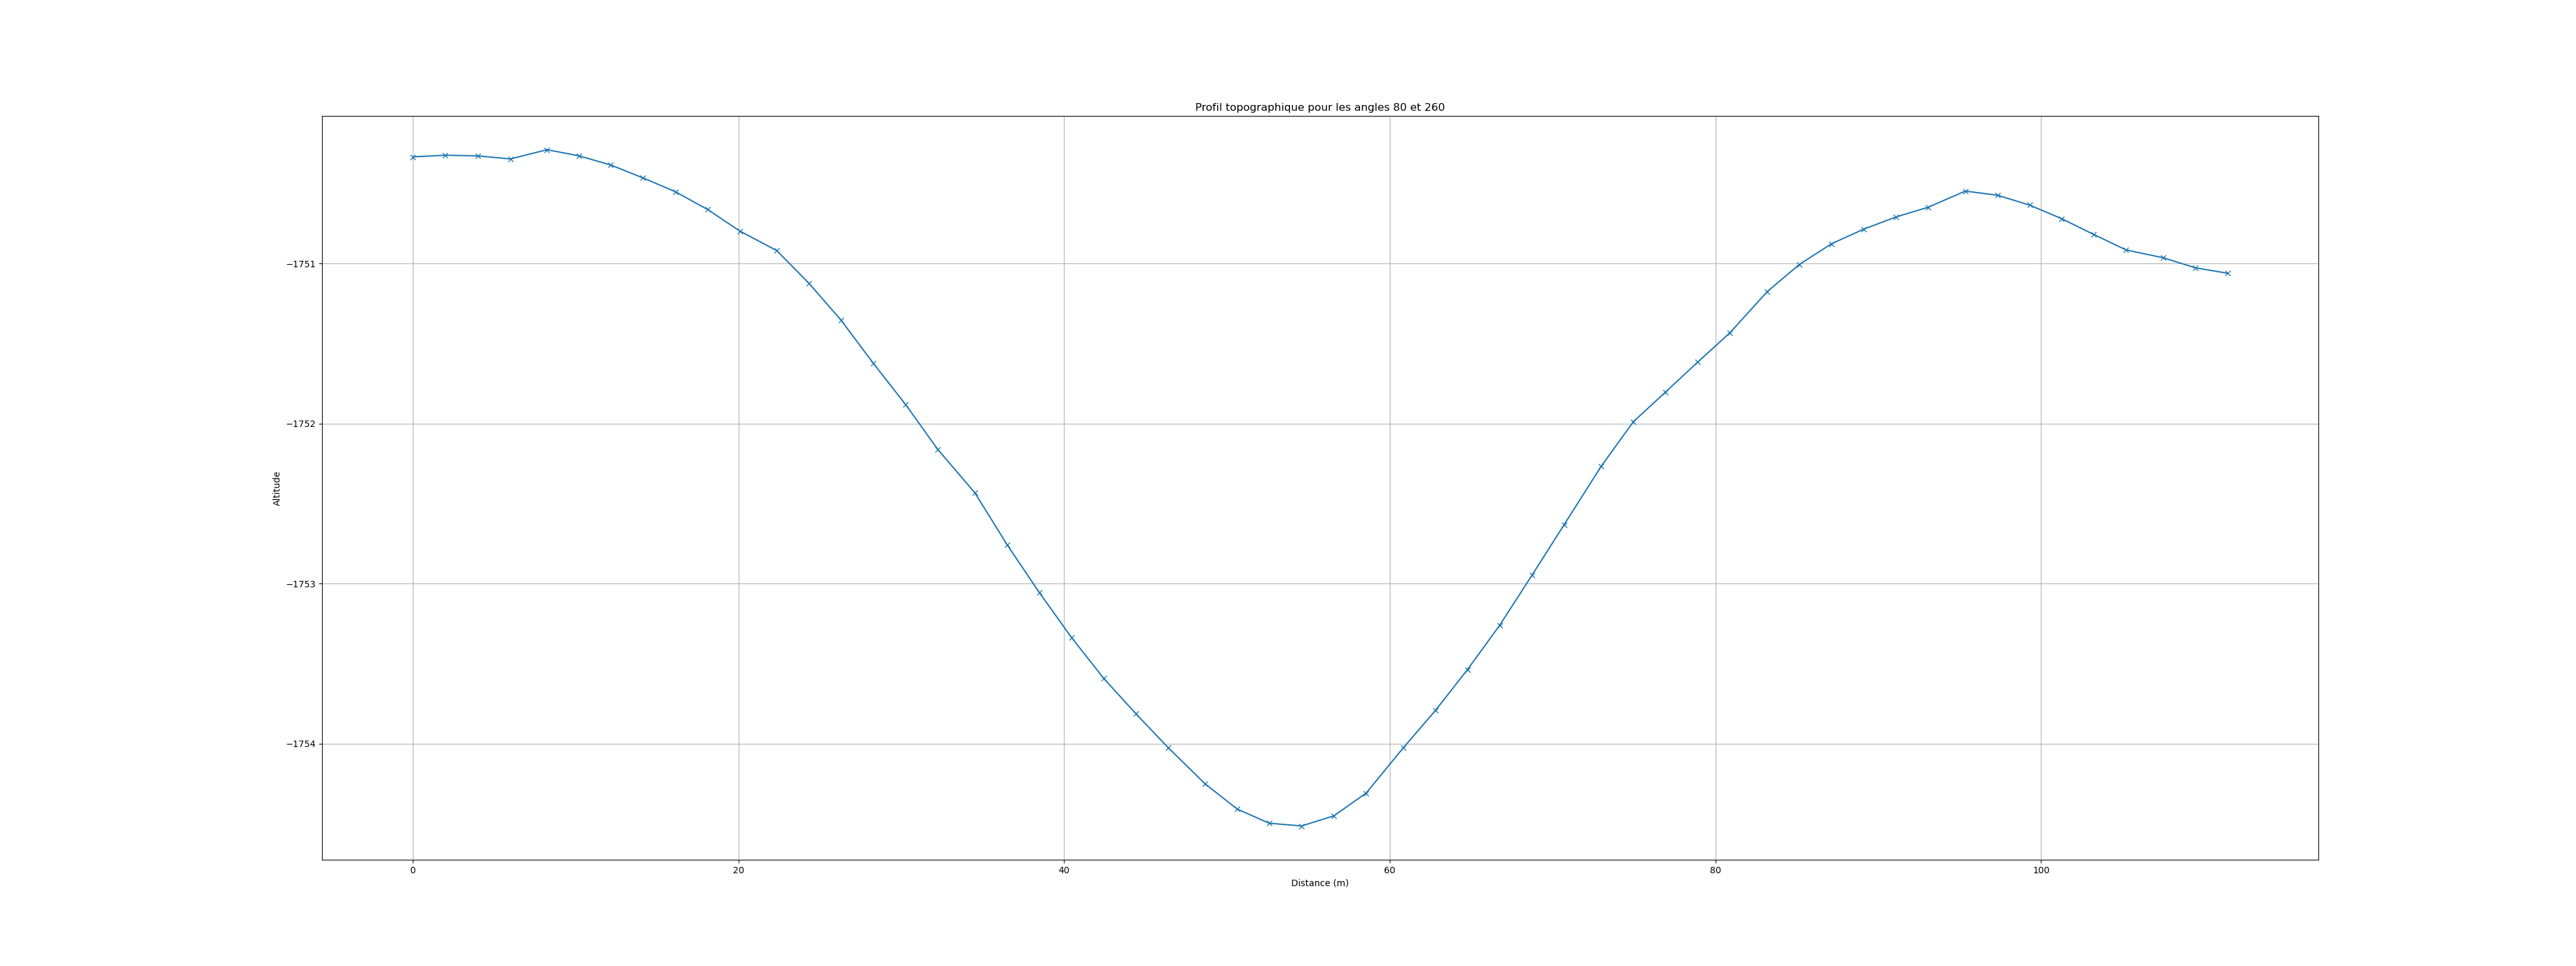 Profil topographique pour les angles 80 et 260
−1751
−1752
−1753
−1754
Altitude
0 20 40 60 80 100
Distance (m)